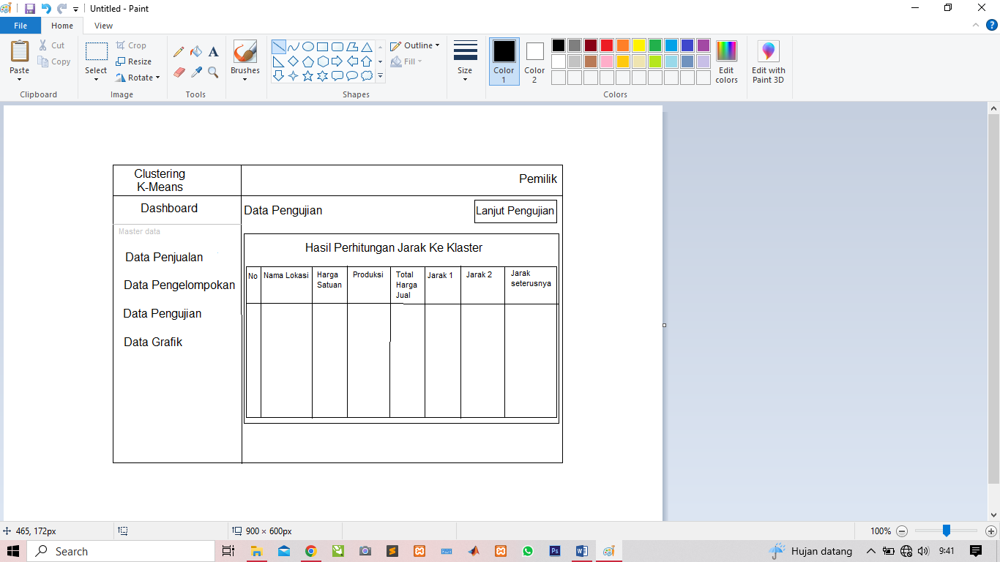 Untitled - Paint
File
Home
View
Paste
Cut
Copy
Clipboard
Select
Crop
Resize
Rotate
Image
A
Tools
Brushes
Outline
Fill
Shapes
Size
Color
1
Color
2
Edit
colors
Edit with
Paint 3D
Colors
Clustering
K-Means
Pemilik
Dashboard
Data Pengujian
Lanjut Pengujian
Master data
Data Penjualan
Data Pengelompokan
Data Pengujian
Data Grafik
Hasil Perhitungan Jarak Ke Klaster
No
Nama Lokasi
Harga
Satuan
Produksi
Total
Harga
Jual
Jarak 1
Jarak 2
Jarak
seterusnya
465, 172px
900 × 600px
100%
Search
Hujan datang
9:41